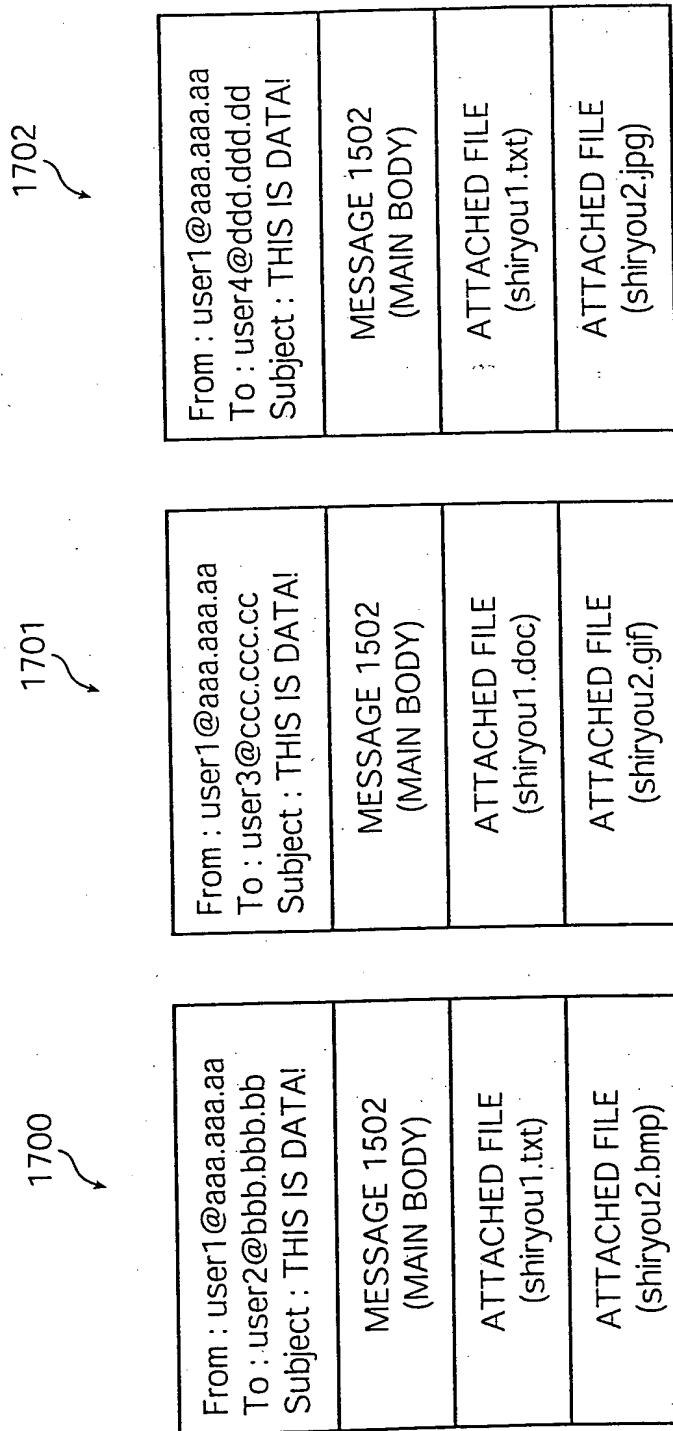 1700
From : user1@aaa.aaa.aa
To : user2@bbb.bbb.bb
Subject : THIS IS DATA!
MESSAGE 1502
(MAIN BODY)
ATTACHED FILE
(shiryou1.txt)
ATTACHED FILE
(shiryou2.bmp)
1701
From : user1@aaa.aaa.aa
To : user3@ccc.ccc.cc
Subject : THIS IS DATA!
MESSAGE 1502
(MAIN BODY)
ATTACHED FILE
(shiryou1.doc)
ATTACHED FILE
(shiryou2.gif)
1702
From : user1@aaa.aaa.aa
To : user4@ddd.ddd.dd
Subject : THIS IS DATA!
MESSAGE 1502
(MAIN BODY)
ATTACHED FILE
(shiryou1.txt)
ATTACHED FILE
(shiryou2.jpg)